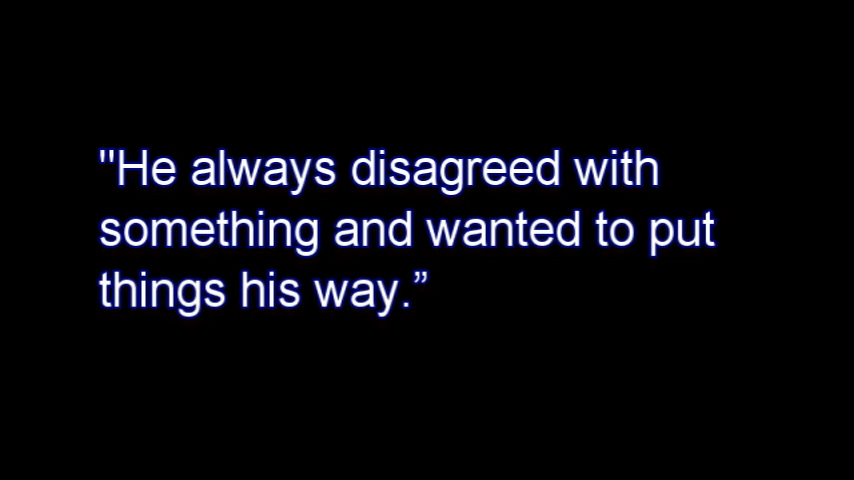 "He always disagreed with
something and wanted to put
things his way.”